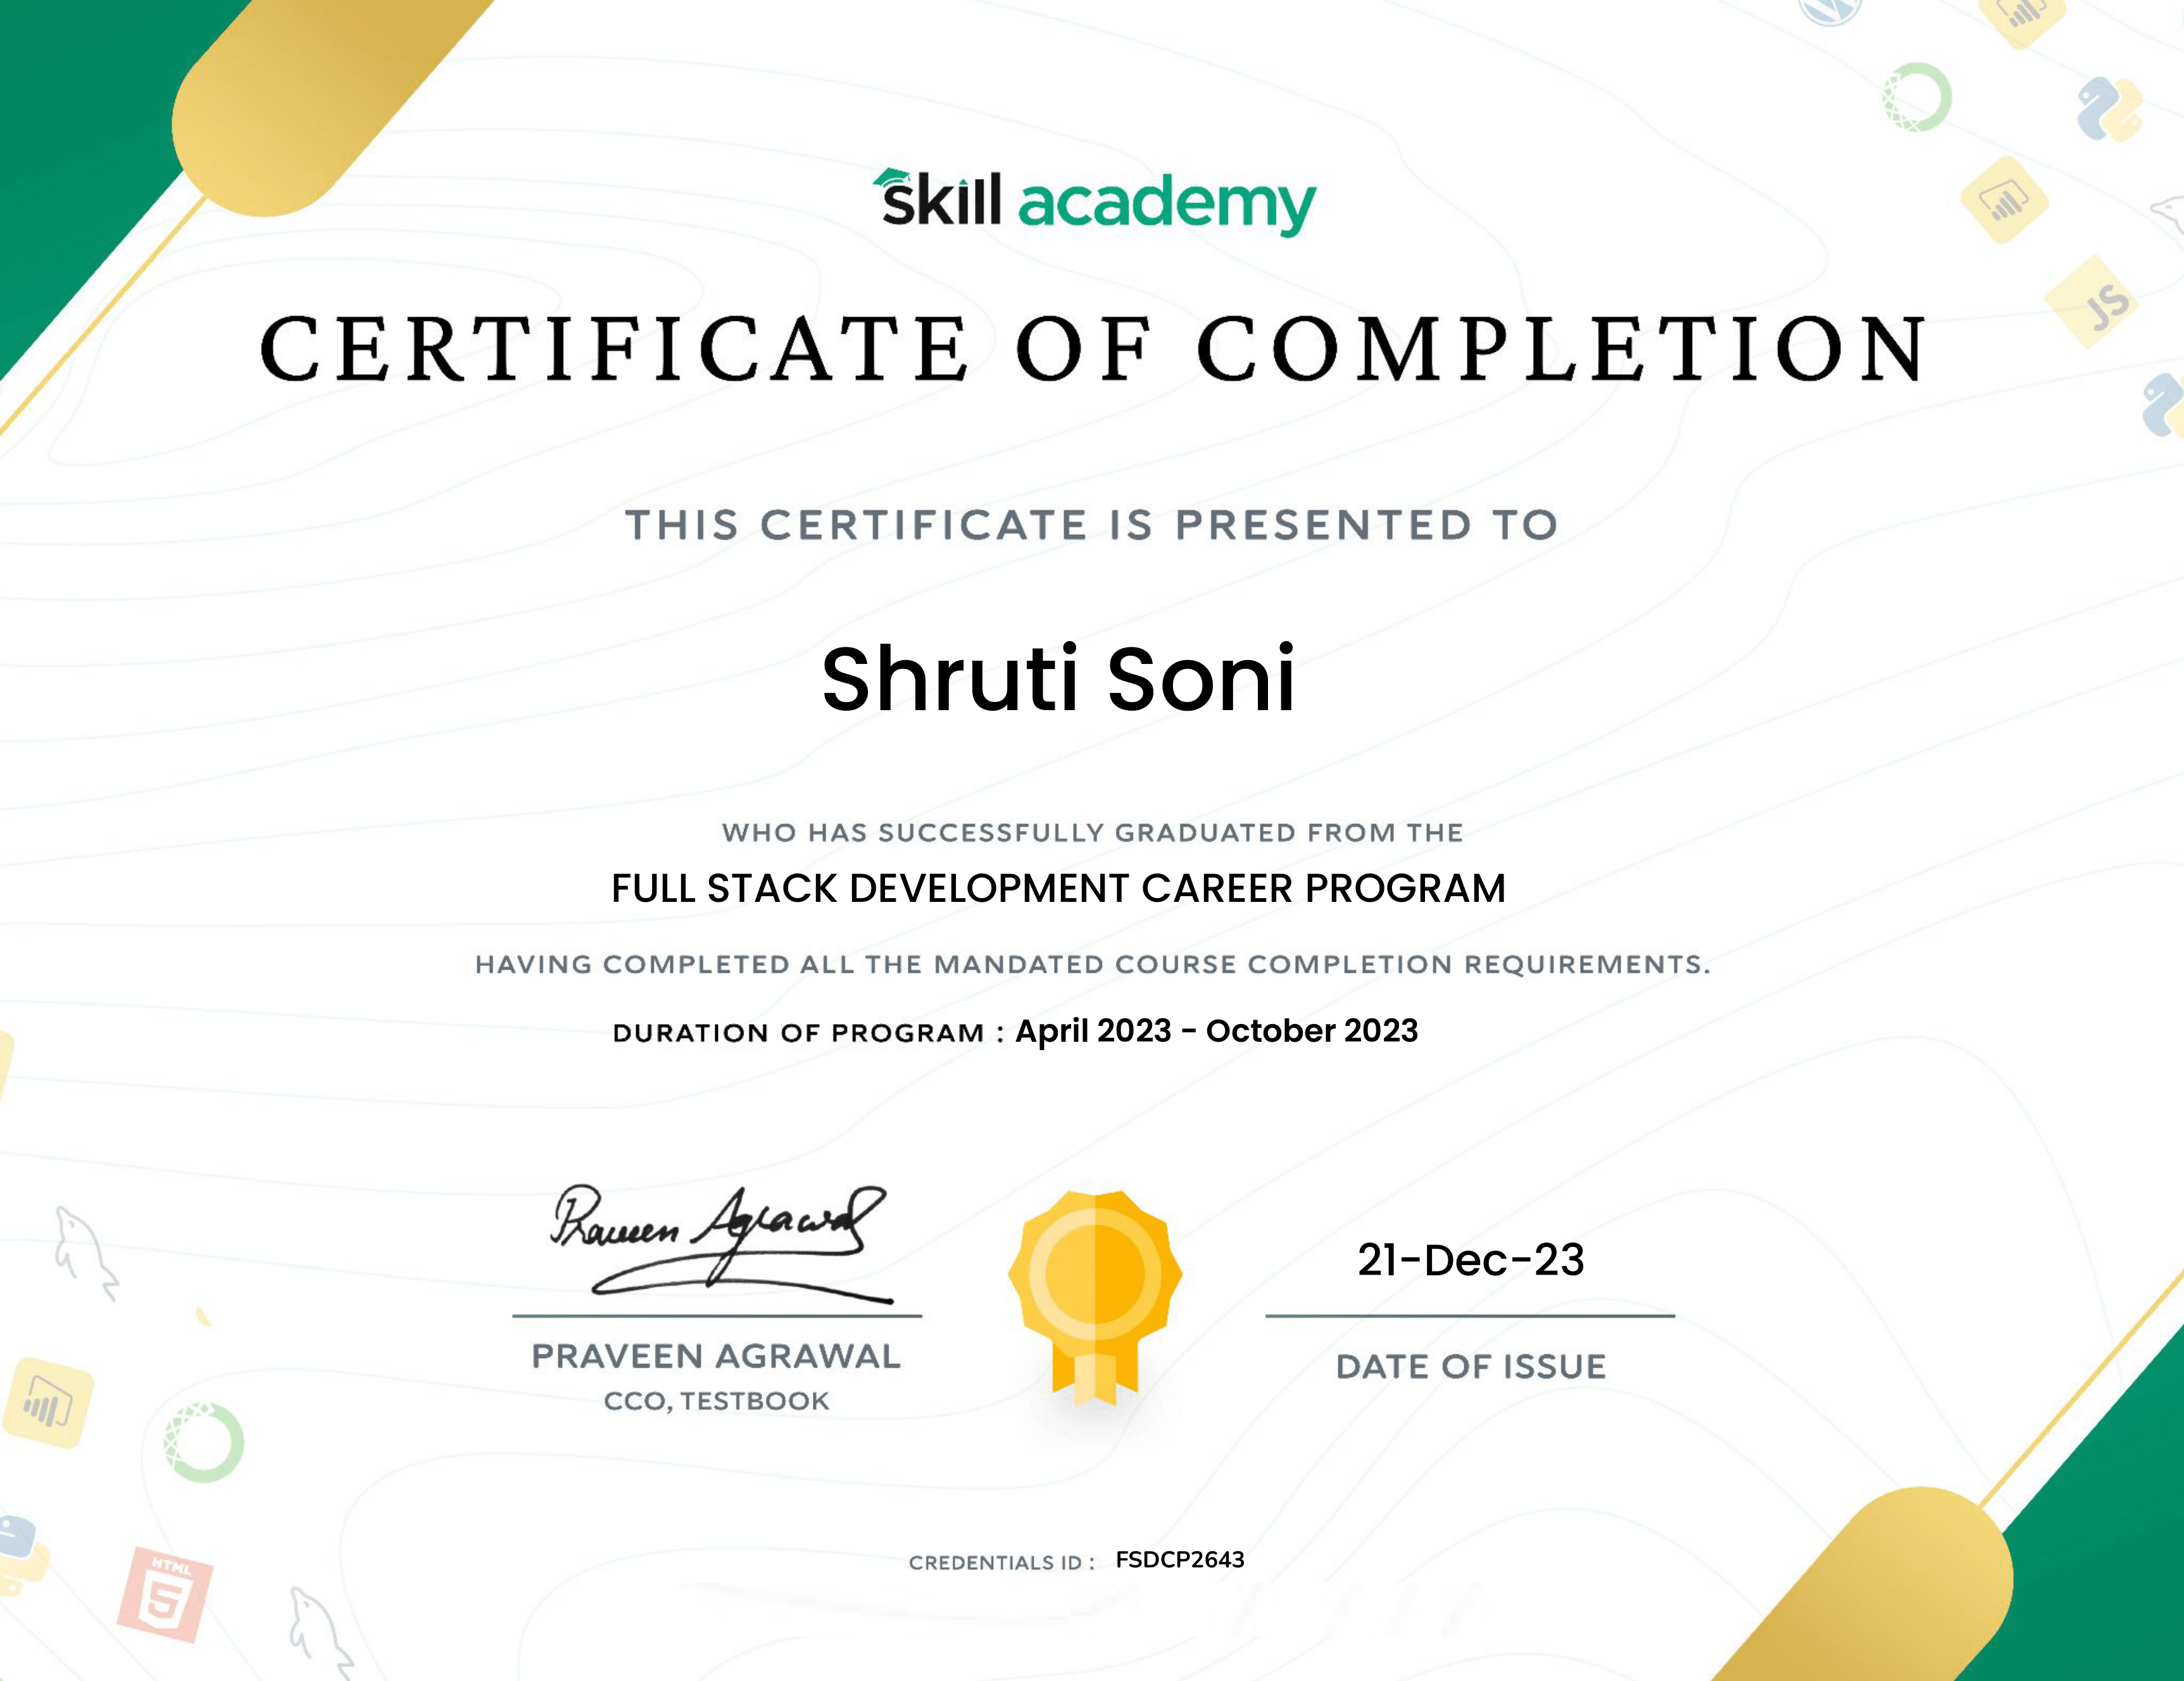 skill academy
CERTIFICATE OF COMPLETION
THIS CERTIFICATE IS PRESENTED TO
Shruti Soni
WHO HAS SUCCESSFULLY GRADUATED FROM THE
FULL STACK DEVELOPMENT CAREER PROGRAM
HAVING COMPLETED ALL THE MANDATED COURSE COMPLETION REQUIREMENTS.
DURATION OF PROGRAM : April 2023 - October 2023
Praveen Agrawal
21-Dec-23
PRAVEEN AGRAWAL
DATE OF ISSUE
CCO, TESTBOOK
CREDENTIALS ID : FSDCP2643
JS
HTML
5